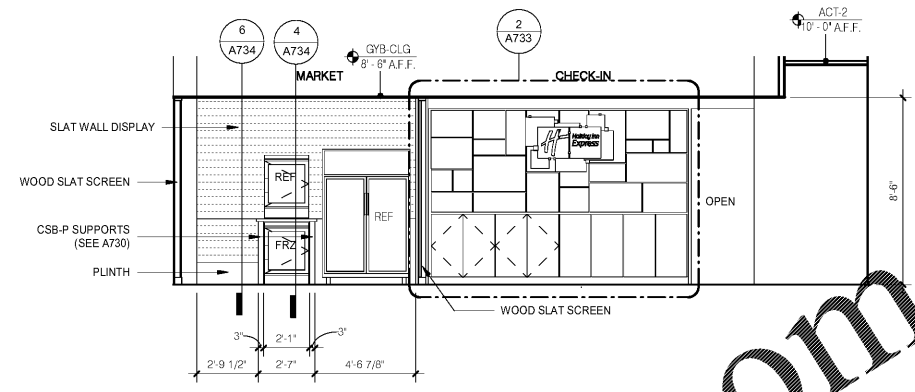 6
A734
4
A734
2
A733
ACT-2
10' - 0" A.F.F.
GYB-CLG
8' - 6" A.F.F.
MARKET
CHECK-IN
SLAT WALL DISPLAY
WOOD SLAT SCREEN
CSB-P SUPPORTS
(SEE A730)
PLINTH
REF
FRZ
REF
Holiday Inn
Express
OPEN
8'-6"
WOOD SLAT SCREEN
3"
2'-1"
3"
2'-9 1/2"
2'-7"
4'-6 7/8"
om